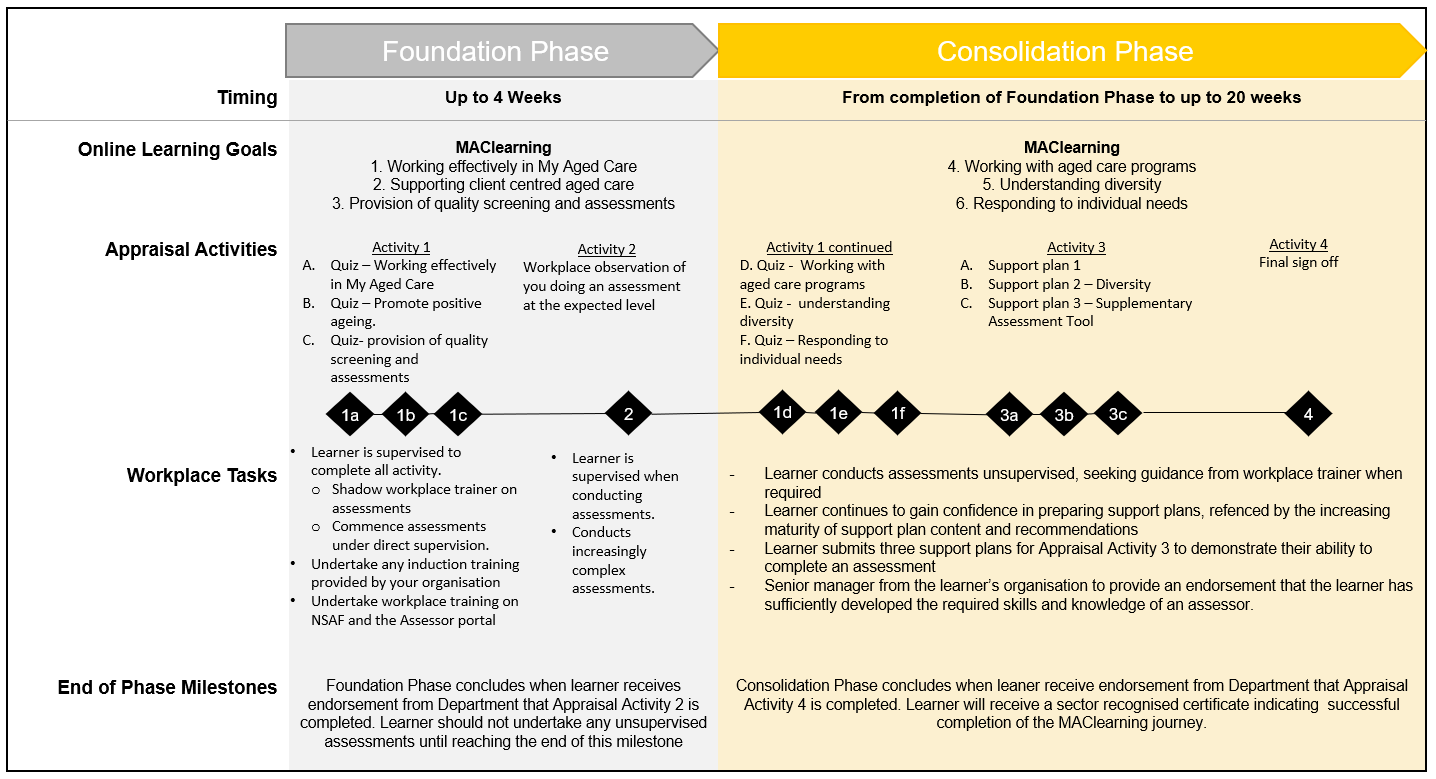 Foundation Phase
Consolidation Phase
Timing
Up to 4 Weeks
From completion of Foundation Phase to up to 20 weeks
Online Learning Goals
MAClearning
1. Working effectively in My Aged Care
2. Supporting client centred aged care
3. Provision of quality screening and assessments
MAClearning
4. Working with aged care programs
5. Understanding diversity
6. Responding to individual needs
Appraisal Activities
Activity 1
A. Quiz – Working effectively
in My Aged Care
B. Quiz – Promote positive
ageing.
C. Quiz- provision of quality
screening and
assessments
Activity 2
Workplace observation of
you doing an assessment
at the expected level
Activity 1 continued
D. Quiz - Working with
aged care programs
E. Quiz - understanding
diversity
F. Quiz – Responding to
individual needs
Activity 3
A. Support plan 1
B. Support plan 2 – Diversity
C. Support plan 3 – Supplementary
Assessment Tool
Activity 4
Final sign off
1a 1b 1c 2 1d 1e 1f 3a 3b 3c 4
Workplace Tasks
• Learner is supervised to
complete all activity.
o Shadow workplace trainer on
assessments
o Commence assessments
under direct supervision.
• Undertake any induction training
provided by your organisation
• Undertake workplace training on
NSAF and the Assessor portal
• Learner is
supervised when
conducting
assessments.
• Conducts
increasingly
complex
assessments.
- Learner conducts assessments unsupervised, seeking guidance from workplace trainer when
required
- Learner continues to gain confidence in preparing support plans, refenced by the increasing
maturity of support plan content and recommendations
- Learner submits three support plans for Appraisal Activity 3 to demonstrate their ability to
complete an assessment
- Senior manager from the learner’s organisation to provide an endorsement that the learner has
sufficiently developed the required skills and knowledge of an assessor.
End of Phase Milestones
Foundation Phase concludes when learner receives
endorsement from Department that Appraisal Activity 2 is
completed. Learner should not undertake any unsupervised
assessments until reaching the end of this milestone
Consolidation Phase concludes when leaner receive endorsement from Department that Appraisal
Activity 4 is completed. Learner will receive a sector recognised certificate indicating successful
completion of the MAClearning journey.